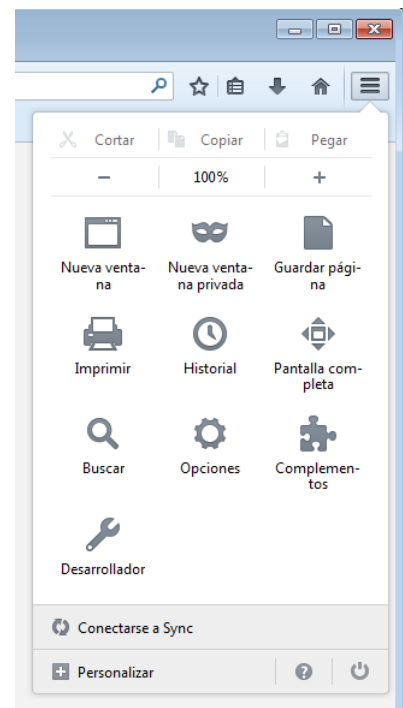 Cortar Copiar Pegar
− 100% +
Nueva venta- Nueva venta- Guardar pági-
na na privada na
Imprimir Historial Pantalla com-
pleta
Buscar Opciones Complemen-
tos
Desarrollador
Conectarse a Sync
Personalizar ?